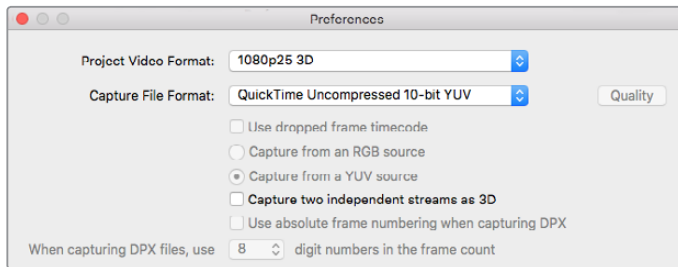 Preferences
Project Video Format: 1080p25 3D
Capture File Format: QuickTime Uncompressed 10-bit YUV Quality
Use dropped frame timecode
Capture from an RGB source
Capture from a YUV source
Capture two independent streams as 3D
Use absolute frame numbering when capturing DPX
When capturing DPX files, use 8 digit numbers in the frame count